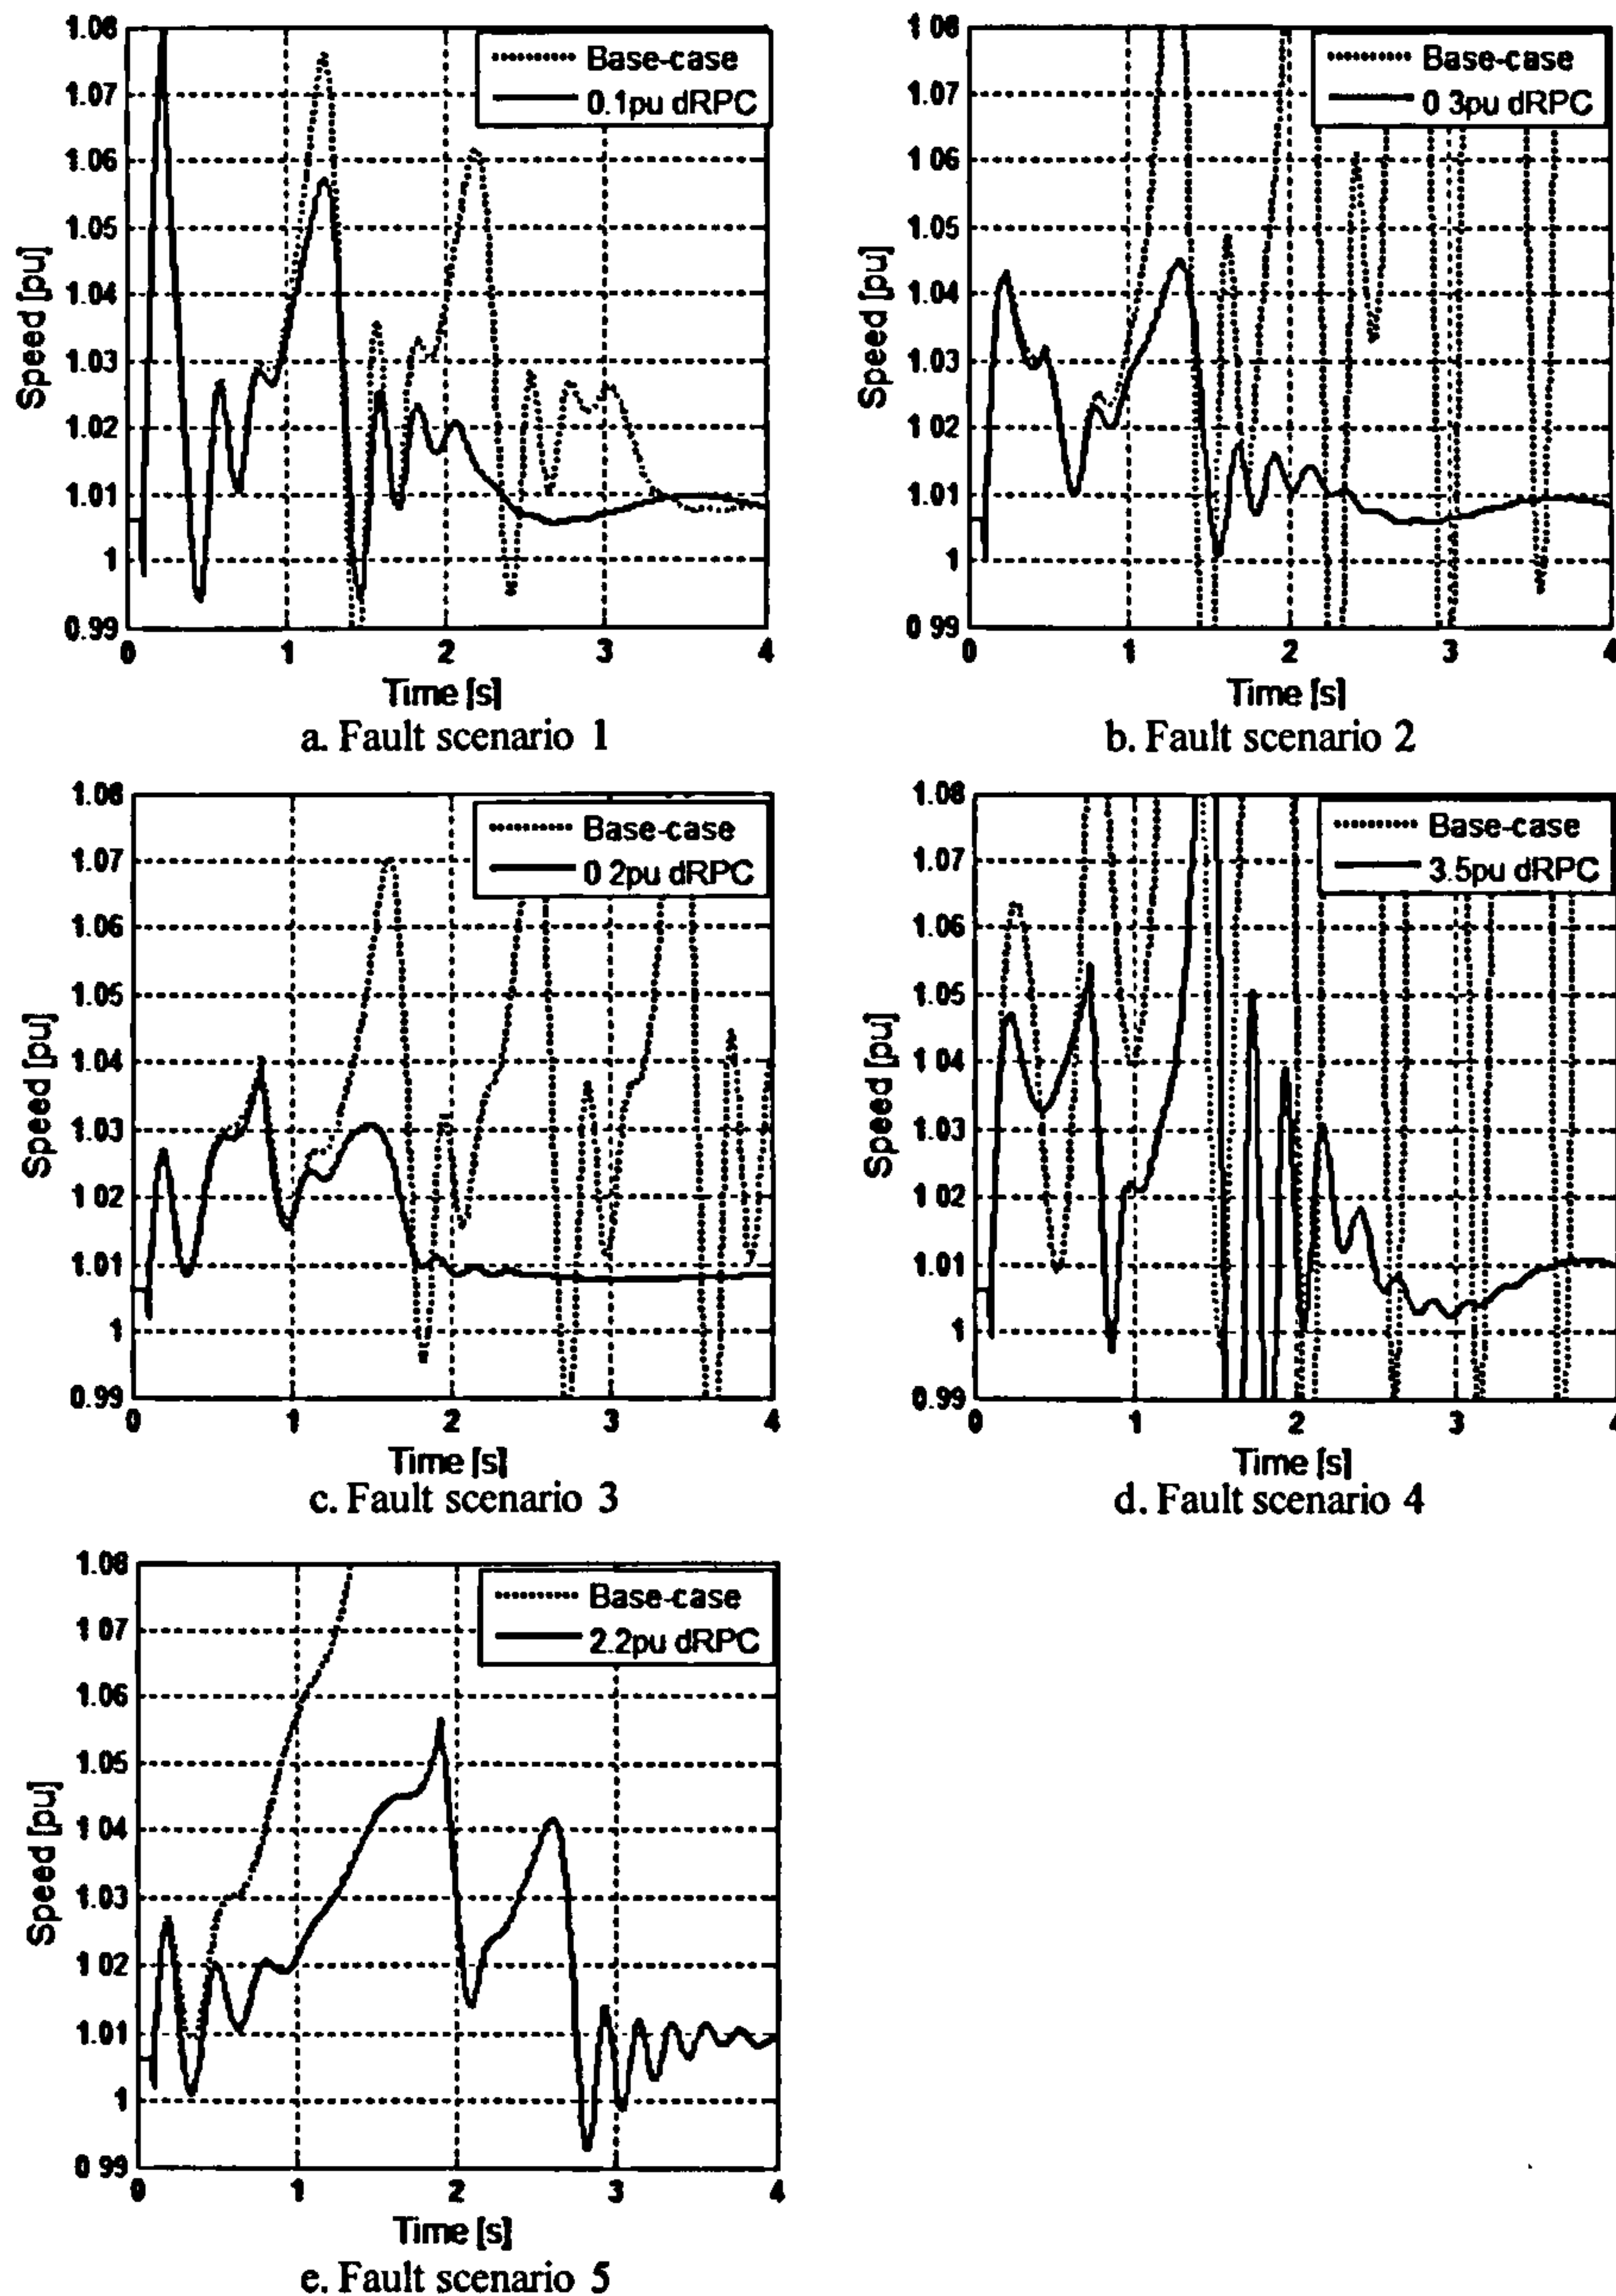 1.08
1.07
1.06
1.05
1.04
1.03
1.02
1.01
1
0.99
Speed [pu]
Base-case
0.1pu dRPC
0 1 2 3 4
Time [s]
a. Fault scenario 1
1 08
1.07
1.06
1.05
1.04
1.03
1 02
1.01
1
0 99
Speed [pu]
Base-case
0 3pu dRPC
0 1 2 3 4
Time [s]
b. Fault scenario 2
1.08
1.07
1.06
1.05
1.04
1.03
1.02
1.01
1
0.99
Speed [pu]
Base-case
0 2pu dRPC
0 1 2 3 4
Time [s]
c. Fault scenario 3
1.08
1.07
1.06
1.05
1.04
1.03
1.02
1.01
1
0.99
Speed [pu]
Base-case
3.5pu dRPC
0 1 2 3 4
Time [s]
d. Fault scenario 4
1.08
1 07
1.06
1.05
1 04
1.03
1 02
1.01
1
0 99
Speed [pu]
Base-case
2.2pu dRPC
0 1 2 3 4
Time [s]
e. Fault scenario 5